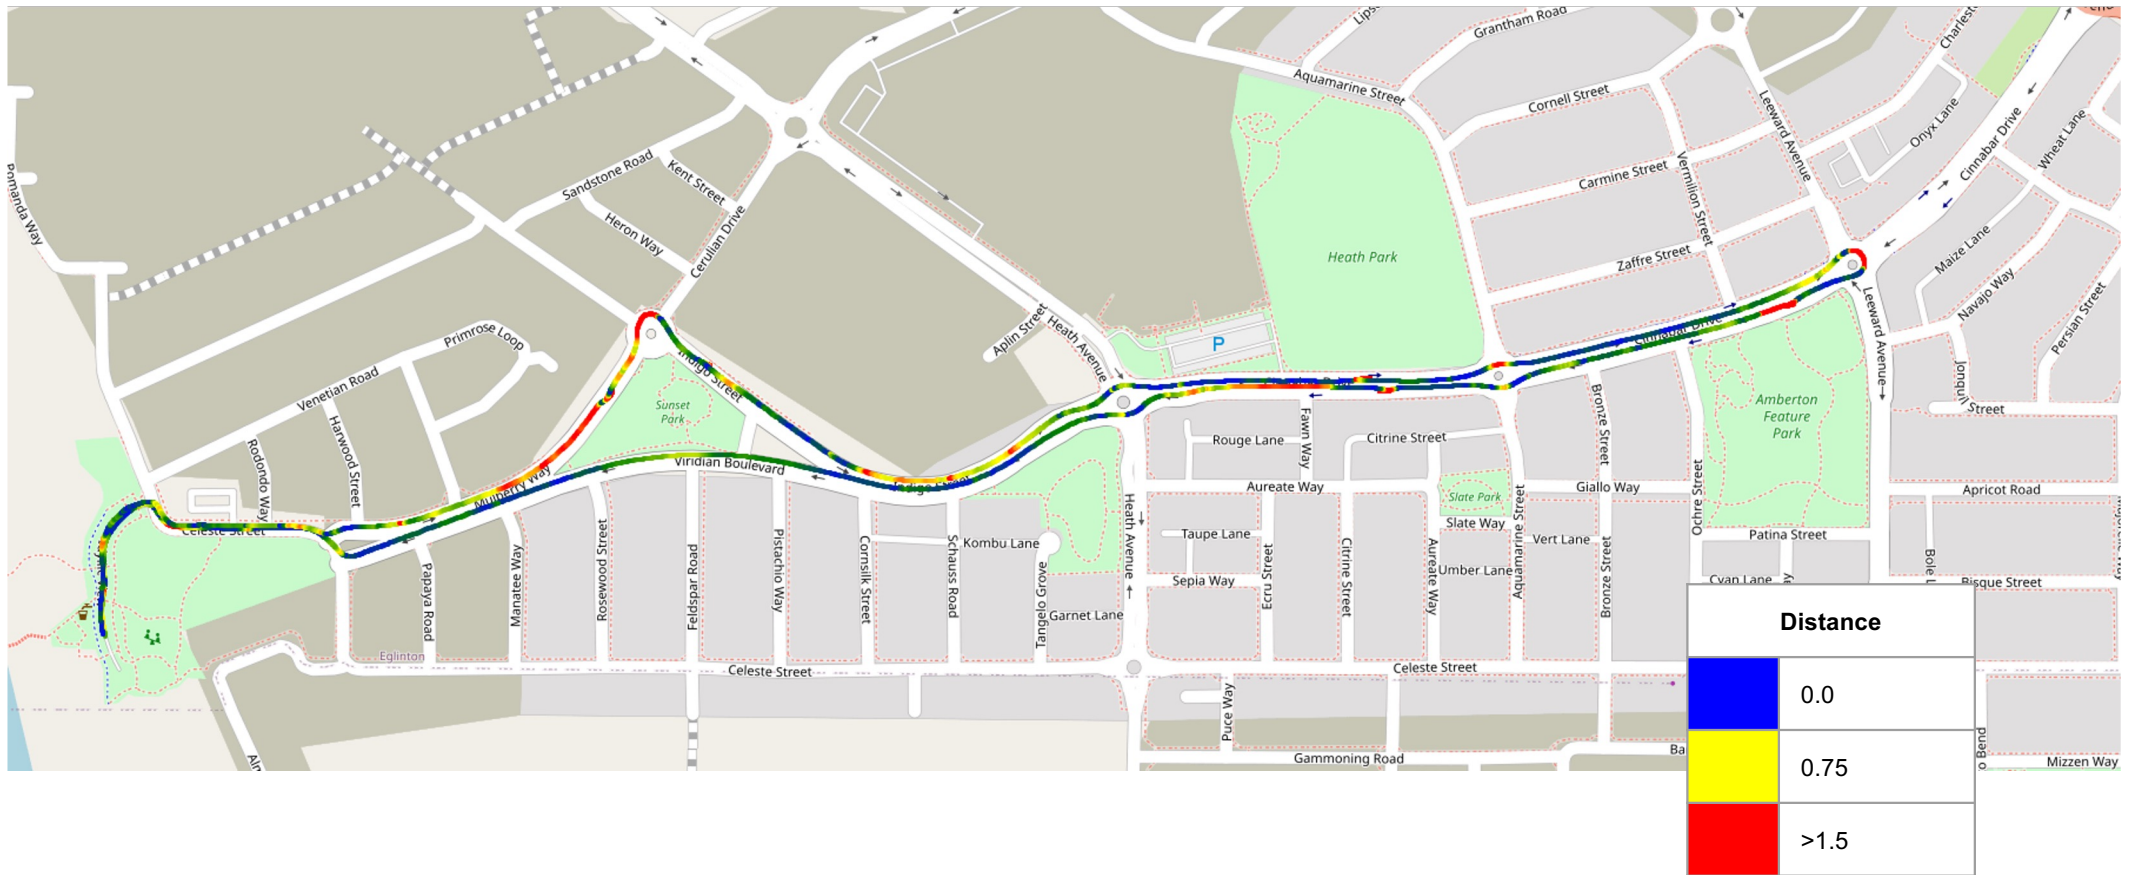 Grantham Road
Aquamarine Street
Cornell Street
Leeward Avenue
Onyx Lane
Cinnabar Drive
Wheat Lane
Pomanda Way
Sandstone Road
Kent Street
Heron Way
Cerulian Drive
Carmine Street
Vermilion Street
Zaffre Street
Maize Lane
Navajo Way
Persian Street
Heath Park
Aplin Street
Heath Avenue
P
Primrose Loop
Venetian Road
Indigo Street
Leeward Avenue
Sunset
Park
Amberton
Feature
Park
Street
Harwood Street
Rodondo Way
Rouge Lane
Fawn Way
Citrine Street
Bronze Street
Viridian Boulevard
Mulberry Way
Aureate Way
Slate Park
Giallo Way
Ochre Street
Apricot Road
Celeste Street
Heath Avenue
Slate Way
Aquamarine Street
Taupe Lane
Vert Lane
Patina Street
Kombu Lane
Papaya Road
Manatee Way
Rosewood Street
Feldspar Road
Pistachio Way
Cornsilk Street
Schauss Road
Tangelo Grove
Sepia Way
Ecru Street
Citrine Street
Aureate Way
Umber Lane
Bronze Street
Cyan Lane
Bisque Street
Garnet Lane
Eglinton
Celeste Street
Celeste Street
Puce Way
Gammoning Road
Mizzen Way
Distance
0.0
0.75
>1.5